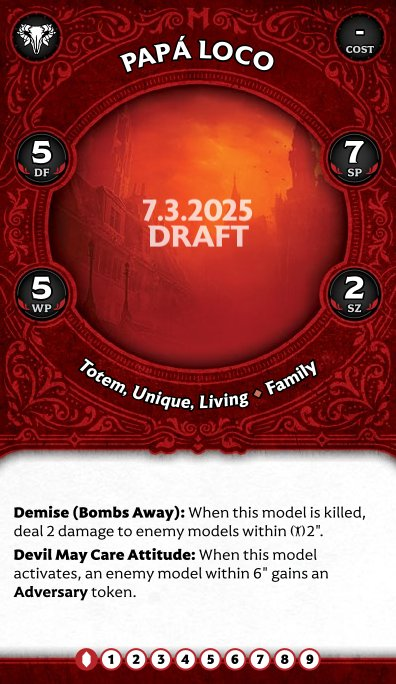 PAPÁ LOCO
-
COST
5
DF
7
SP
7.3.2025
DRAFT
5
WP
2
SZ
Totem, Unique, Living ♦ Family
Demise (Bombs Away): When this model is killed,
deal 2 damage to enemy models within 2".
Devil May Care Attitude: When this model
activates, an enemy model within 6" gains an
Adversary token.
1 2 3 4 5 6 7 8 9